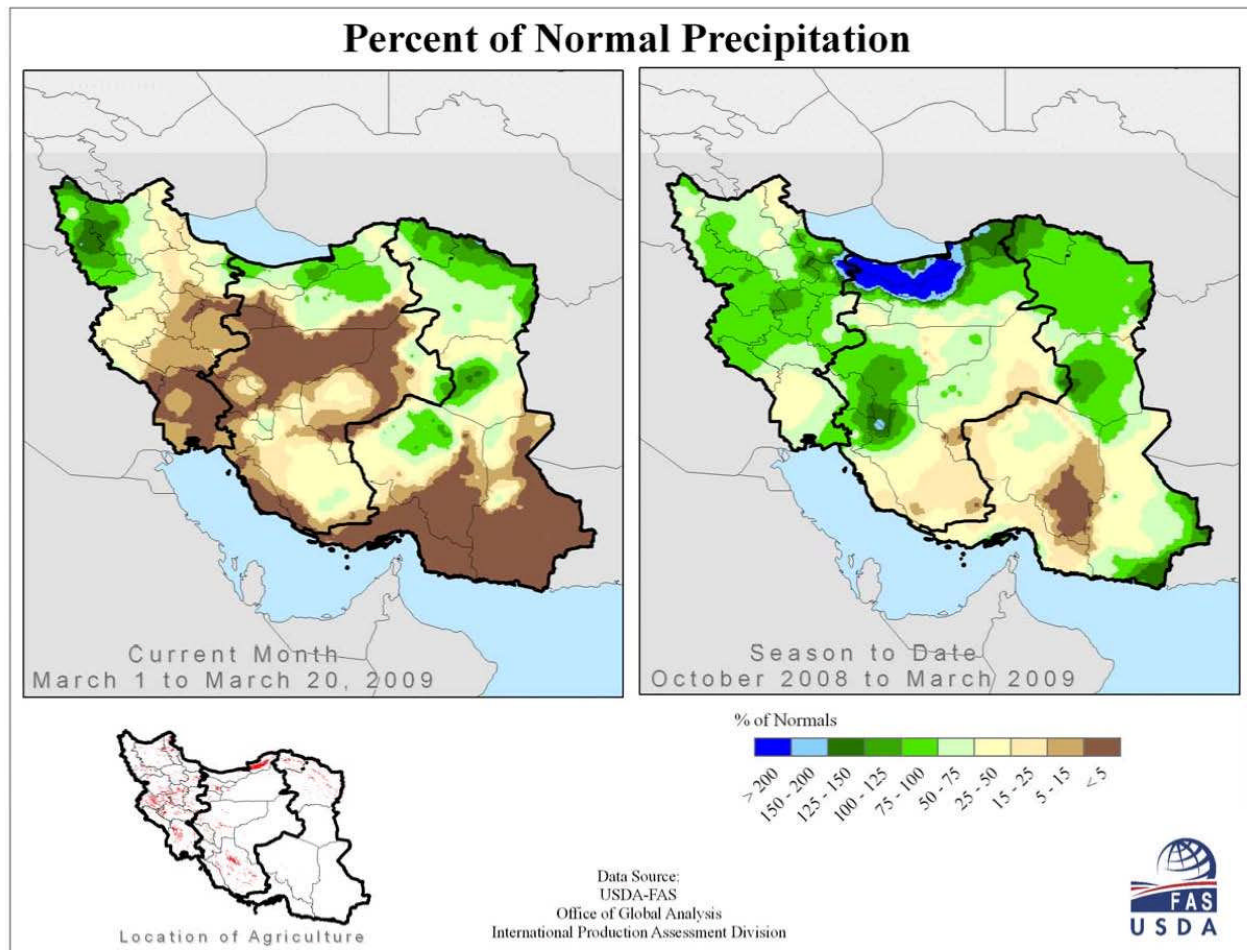 Percent of Normal Precipitation
Current Month
March 1 to March 20, 2009
Season to Date
October 2008 to March 2009
% of Normals
> 200
150 - 200
125 - 150
100 - 125
75 - 100
50 - 75
25 - 50
15 - 25
5 - 15
< 5
Location of Agriculture
Data Source:
USDA-FAS
Office of Global Analysis
International Production Assessment Division
FAS
USDA